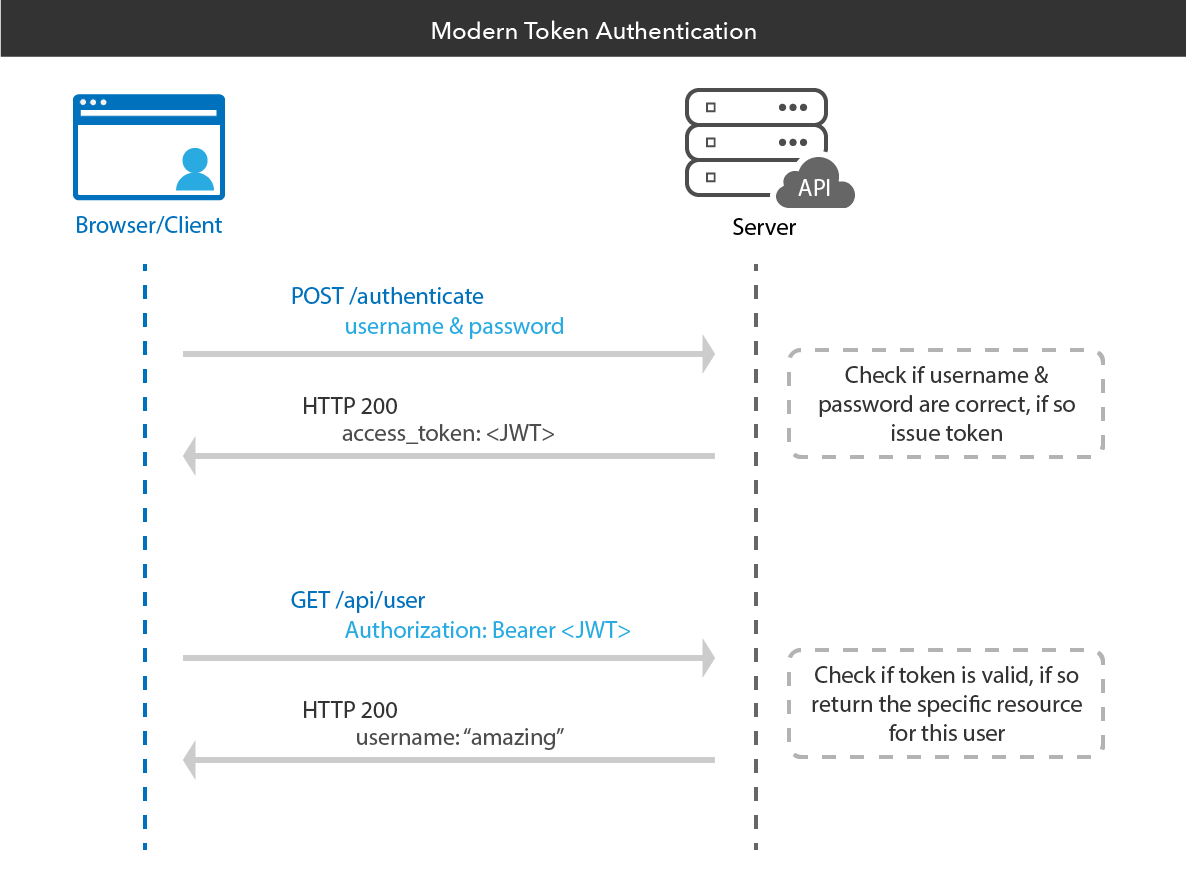 Modern Token Authentication
API
Browser/Client
Server
POST /authenticate
username & password
Check if username &
password are correct, if so
issue token
HTTP 200
access_token: <JWT>
GET /api/user
Authorization: Bearer <JWT>
Check if token is valid, if so
return the specific resource
for this user
HTTP 200
username: “amazing”